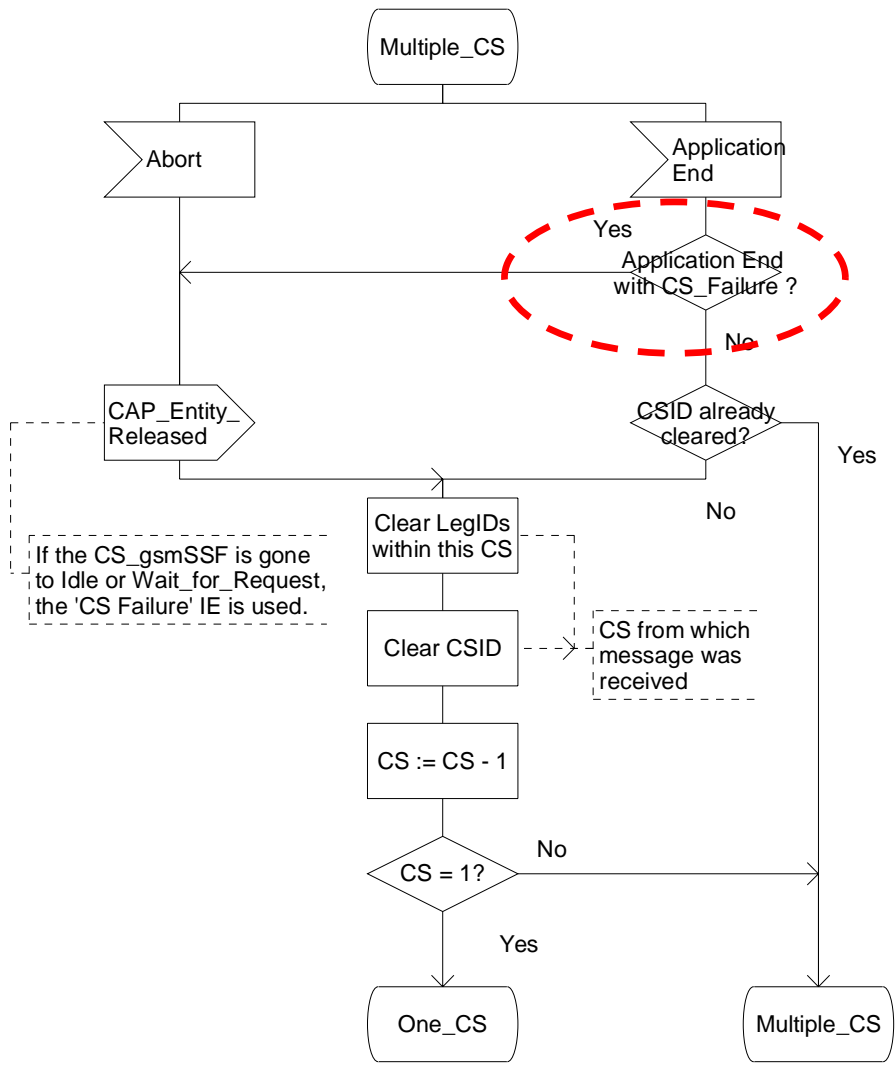 Multiple_CS
Abort
Application
End
Yes
Application End
with CS_Failure ?
No
CAP_Entity_
Released
CSID already
cleared?
Yes
No
Clear LegIDs
within this CS
If the CS_gsmSSF is gone
to Idle or Wait_for_Request,
the 'CS Failure' IE is used.
Clear CSID
CS from which
message was
received
CS := CS - 1
CS = 1?
No
Yes
One_CS
Multiple_CS